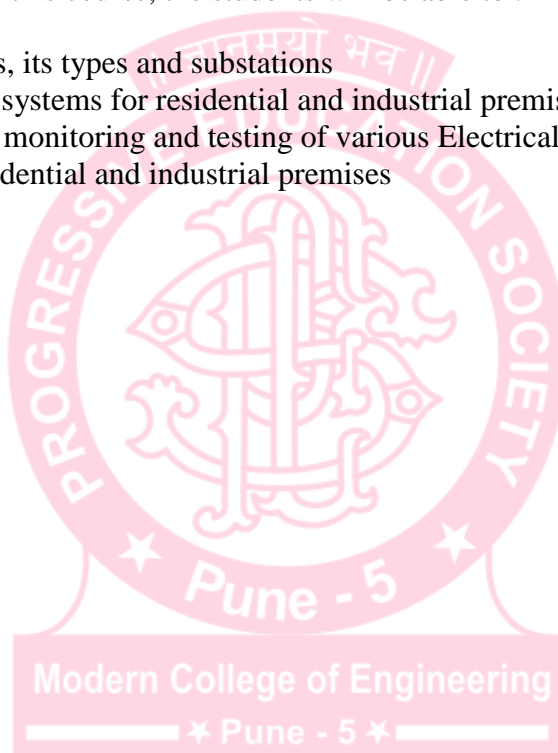 s, its types and substations
systems for residential and industrial premis
monitoring and testing of various Electrical
dential and industrial premises
॥ ज्ञानमयो भव ॥
PROGRESSIVE EDUCATION SOCIETY
Pune - 5
Modern College of Engineering
Pune - 5